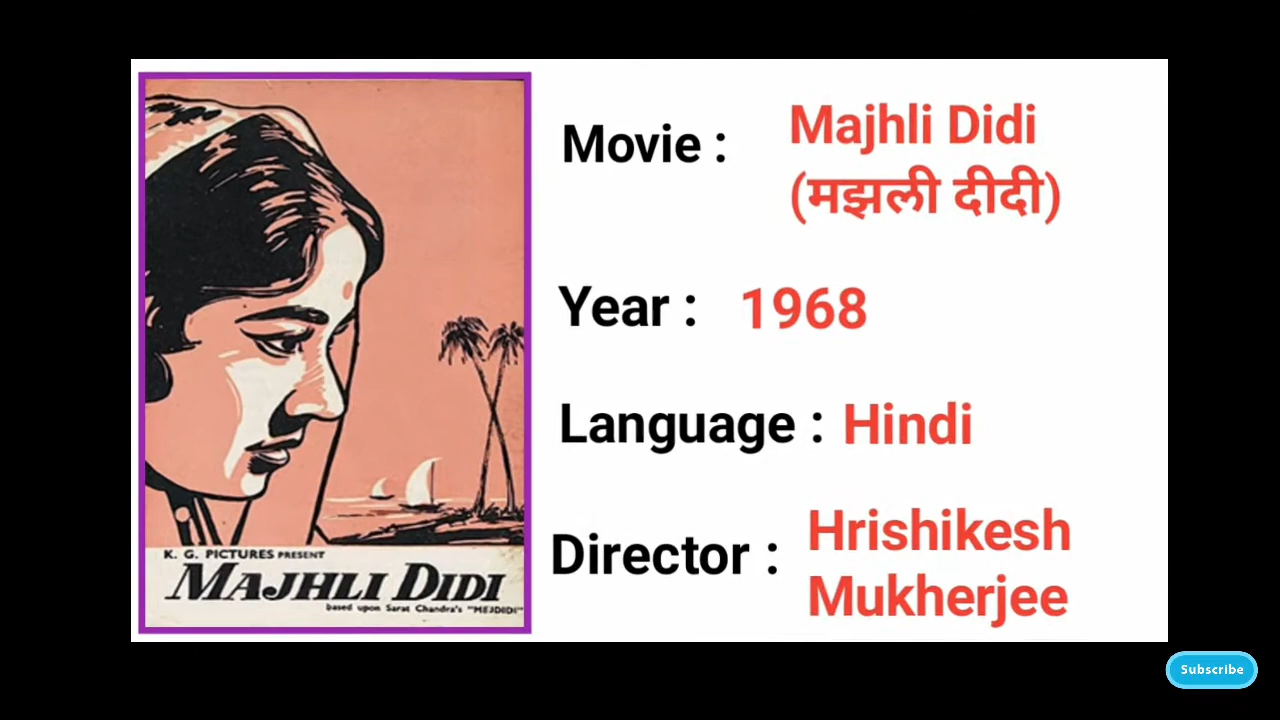 Movie : Majhli Didi
(मझली दीदी)
Year : 1968
Language : Hindi
Director : Hrishikesh
Mukherjee
K. G. PICTURES PRESENT
MAJHLI DIDI
based upon Sarat Chandra's "MEJDIDI"
Subscribe